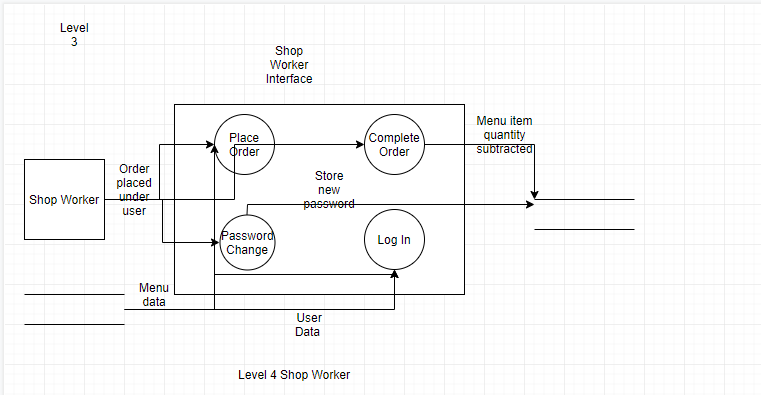 Level
3
Shop
Worker
Interface
Place
Order
Complete
Order
Menu item
quantity
subtracted
Shop Worker
Order
placed
under
user
Store
new
password
Password
Change
Log In
Menu
data
User
Data
Level 4 Shop Worker